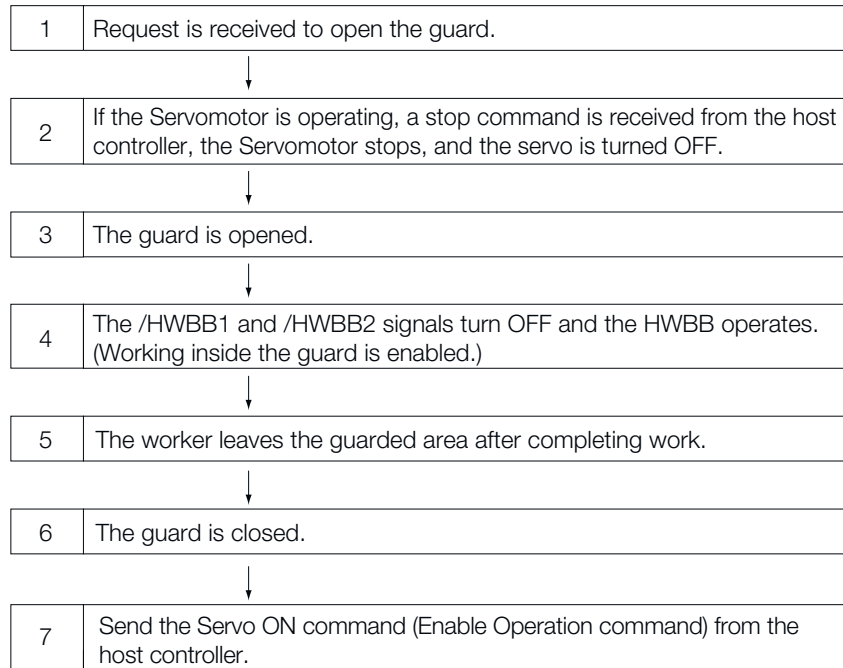 1 Request is received to open the guard.
2 If the Servomotor is operating, a stop command is received from the host
controller, the Servomotor stops, and the servo is turned OFF.
3 The guard is opened.
4 The /HWBB1 and /HWBB2 signals turn OFF and the HWBB operates.
(Working inside the guard is enabled.)
5 The worker leaves the guarded area after completing work.
6 The guard is closed.
7 Send the Servo ON command (Enable Operation command) from the
host controller.